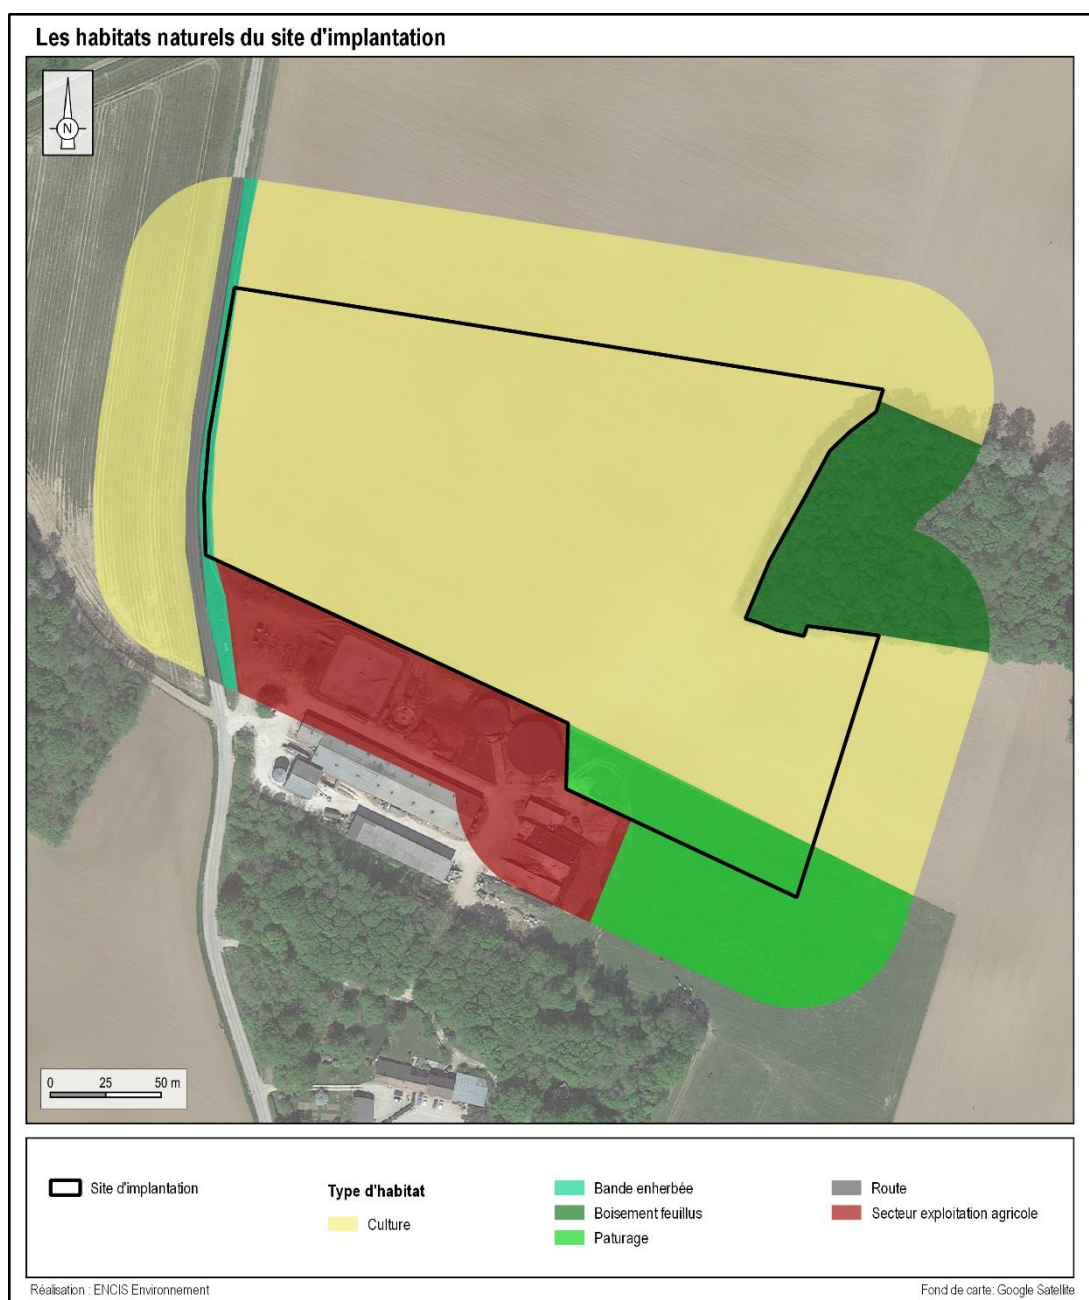 Les habitats naturels du site d'implantation
N
0 25 50 m
Site d'implantation
Type d'habitat
Culture
Bande enherbée
Boisement feuillus
Paturage
Route
Secteur exploitation agricole
Réalisation : ENCIS Environnement
Fond de carte: Google Satellite